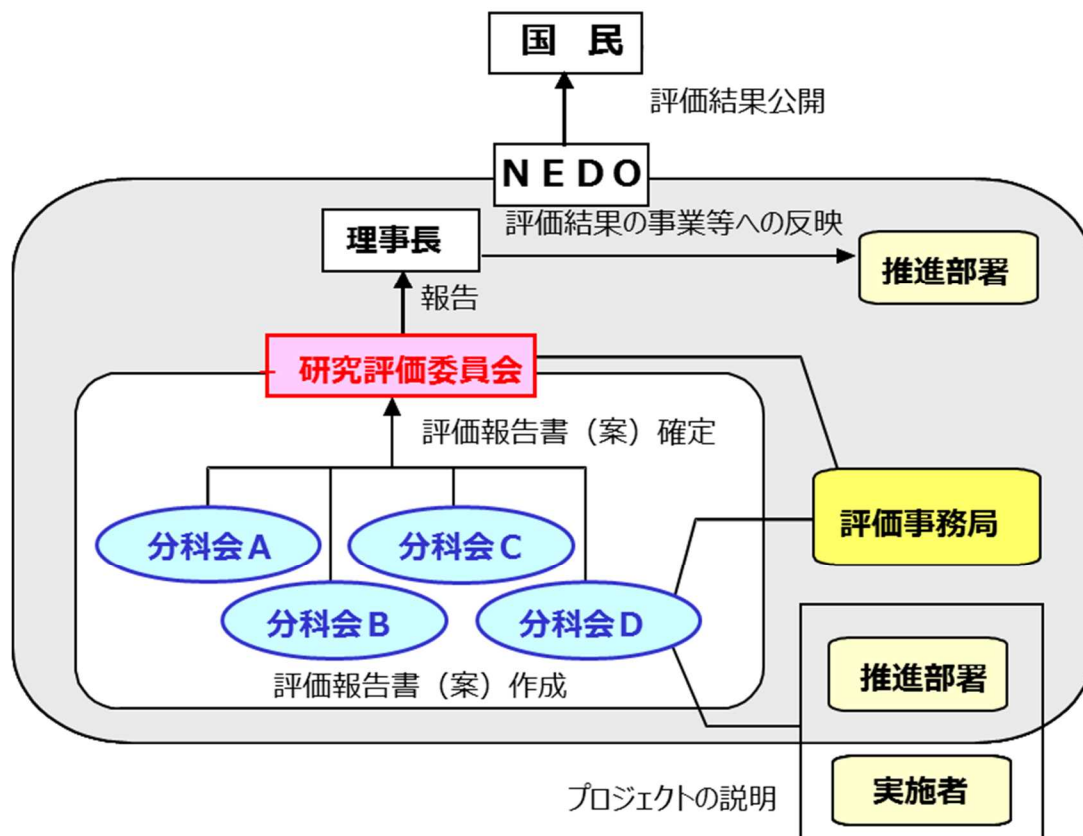 国　民
評価結果公開
ＮＥＤＯ
評価結果の事業等への反映
理事長
推進部署
報告
研究評価委員会
評価報告書（案）確定
分科会Ａ
分科会Ｃ
評価事務局
分科会Ｂ
分科会Ｄ
評価報告書（案）作成
推進部署
プロジェクトの説明
実施者